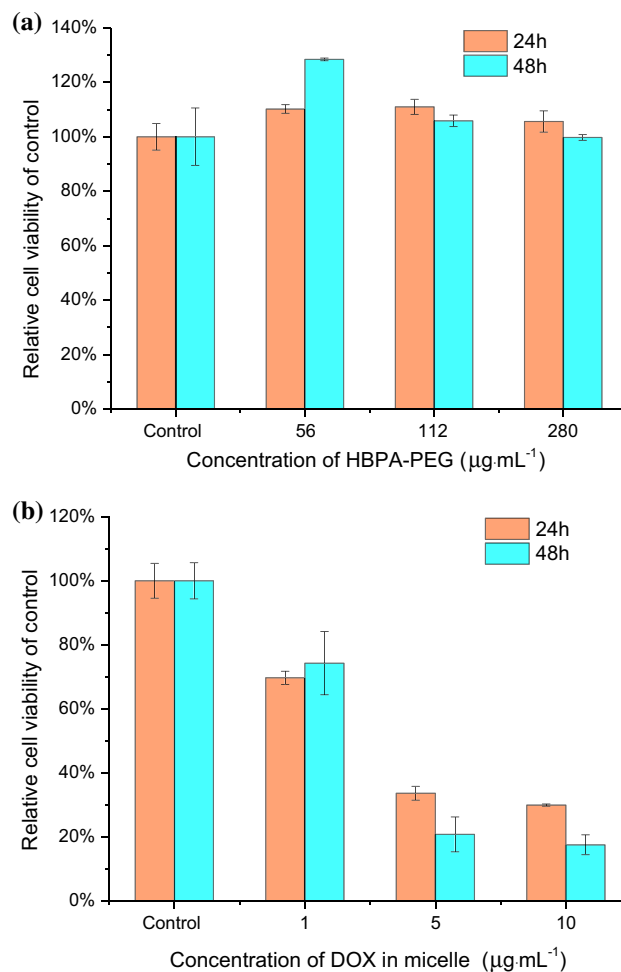 (a)
140%
120%
100%
80%
60%
40%
20%
0%
Relative cell viability of control
24h
48h
Control 56 112 280
Concentration of HBPA-PEG (μg·mL⁻¹)
(b)
120%
100%
80%
60%
40%
20%
0%
Relative cell viability of control
24h
48h
Control 1 5 10
Concentration of DOX in micelle (μg·mL⁻¹)